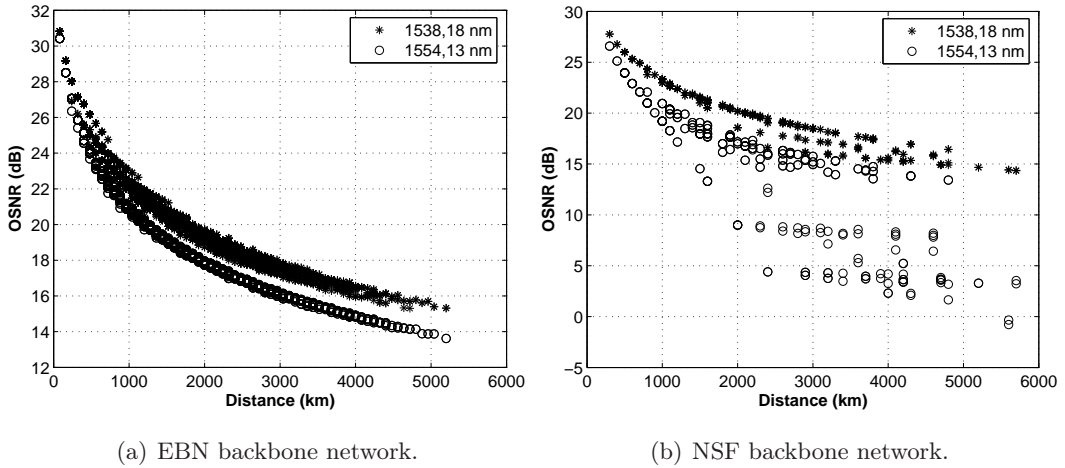 32
30
28
26
24
22
20
18
16
14
12
OSNR (dB)
0 1000 2000 3000 4000 5000 6000
Distance (km)
1538,18 nm
1554,13 nm
(a) EBN backbone network.
30
25
20
15
10
5
0
−5
OSNR (dB)
0 1000 2000 3000 4000 5000 6000
Distance (km)
1538,18 nm
1554,13 nm
(b) NSF backbone network.